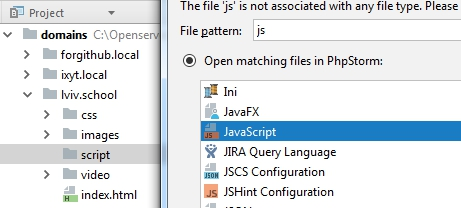 Project
domains C:\Openserv
forgithub.local
ixyt.local
lviv.school
css
images
script
video
index.html
The file 'js' is not associated with any file type. Please
File pattern: js
Open matching files in PhpStorm:
Ini
JavaFX
JavaScript
JIRA Query Language
JSCS Configuration
JSHint Configuration